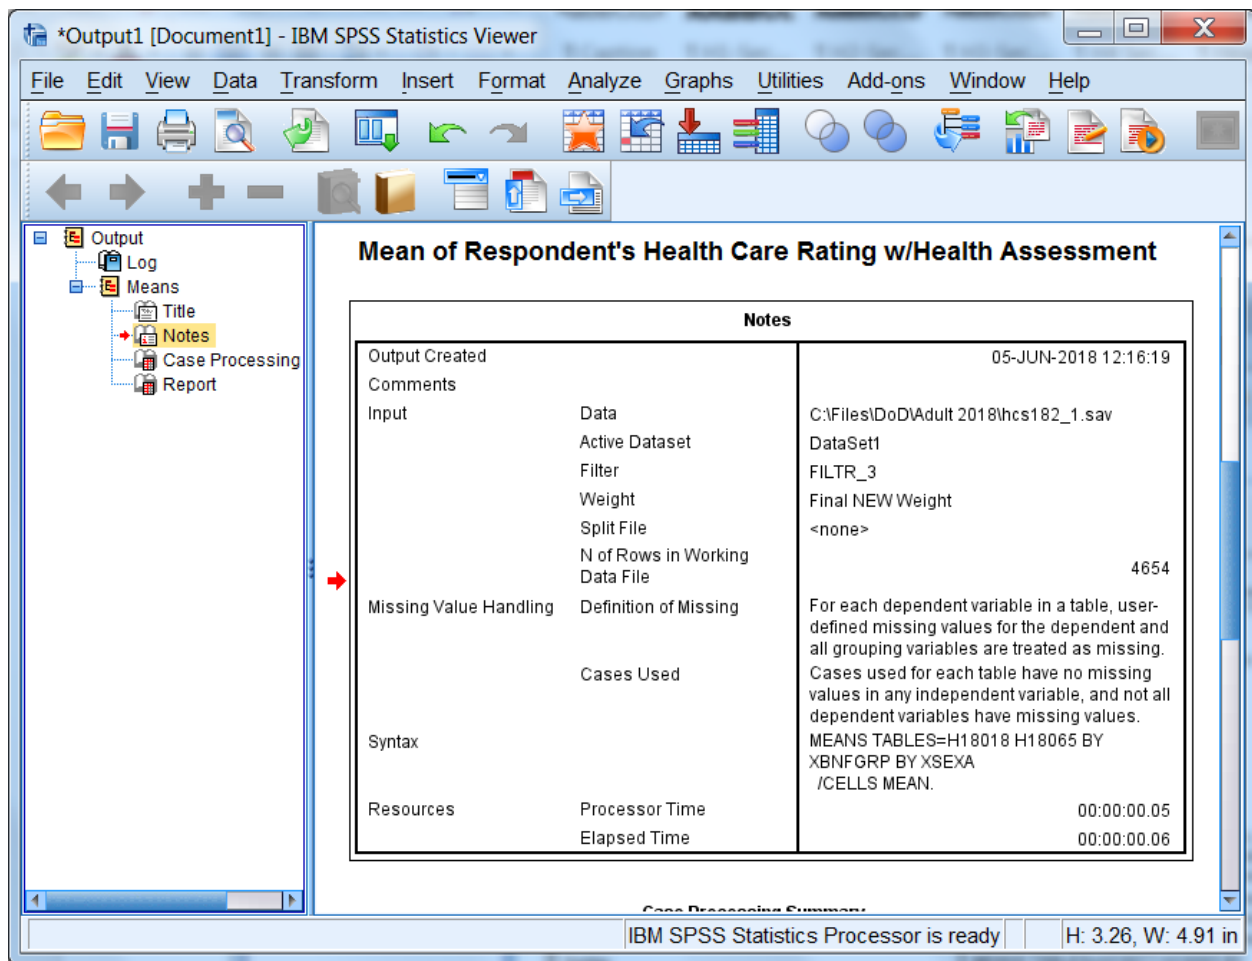 *Output1 [Document1] - IBM SPSS Statistics Viewer
File Edit View Data Transform Insert Format Analyze Graphs Utilities Add-ons Window Help
Output
Log
Means
Title
Notes
Case Processing
Report
Mean of Respondent's Health Care Rating w/Health Assessment
Notes
Output Created 05-JUN-2018 12:16:19
Comments
Input Data C:\Files\DoD\Adult 2018\hcs182_1.sav
Active Dataset DataSet1
Filter FILTR_3
Weight Final NEW Weight
Split File <none>
N of Rows in Working
Data File 4654
Missing Value Handling Definition of Missing For each dependent variable in a table, user-
defined missing values for the dependent and
all grouping variables are treated as missing.
Cases Used Cases used for each table have no missing
values in any independent variable, and not all
dependent variables have missing values.
Syntax MEANS TABLES=H18018 H18065 BY
XBNFGRP BY XSEXA
/CELLS MEAN.
Resources Processor Time 00:00:00.05
Elapsed Time 00:00:00.06
Case Processing Summary
IBM SPSS Statistics Processor is ready H: 3.26, W: 4.91 in